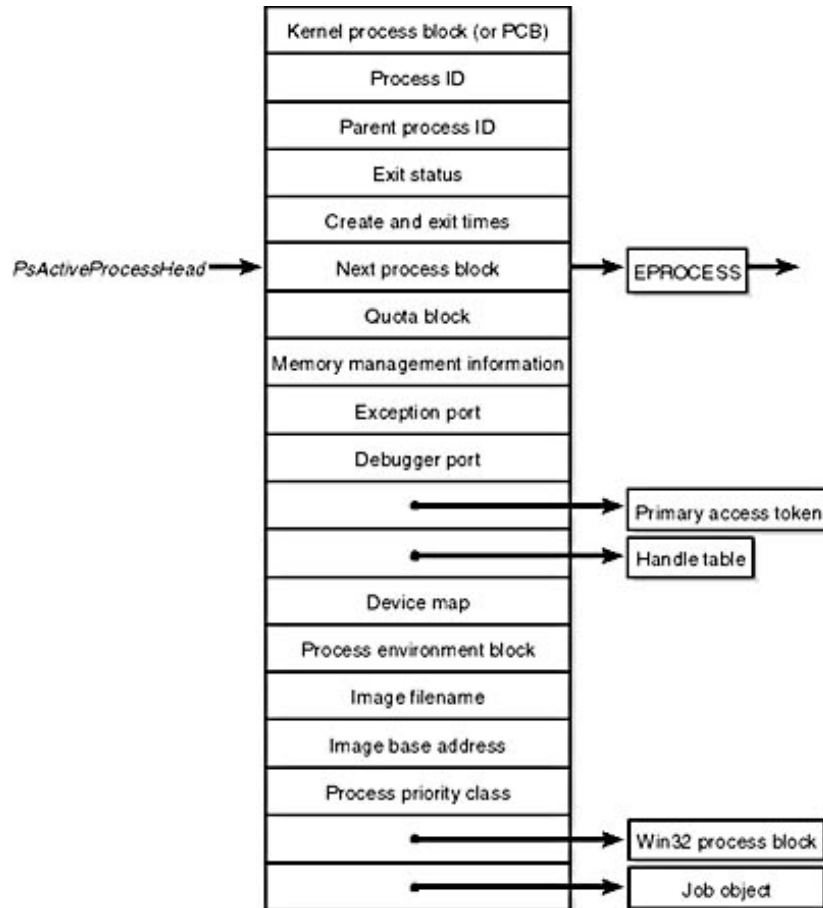 Kernel process block (or PCB)
Process ID
Parent process ID
Exit status
Create and exit times
PsActiveProcessHead
Next process block
EPROCESS
Quota block
Memory management information
Exception port
Debugger port
Primary access token
Handle table
Device map
Process environment block
Image filename
Image base address
Process priority class
Win32 process block
Job object